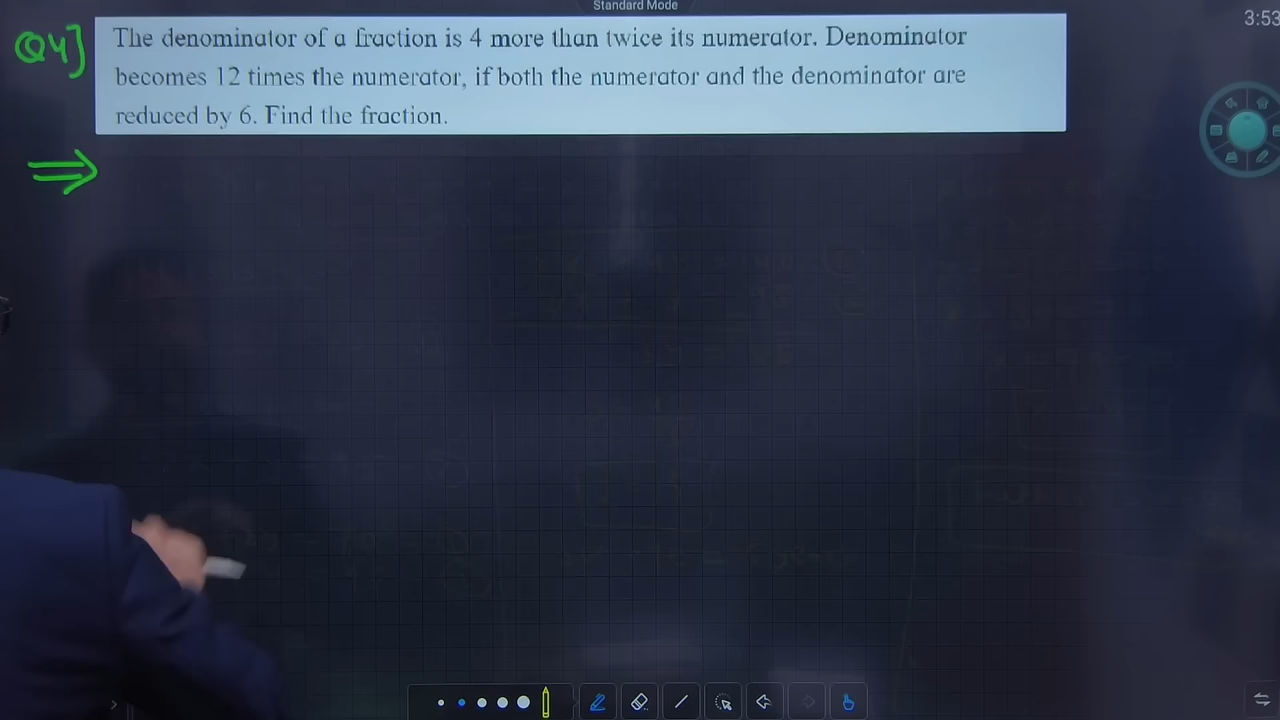 Standard Mode
3:53
Q4]
The denominator of a fraction is 4 more than twice its numerator. Denominator
becomes 12 times the numerator, if both the numerator and the denominator are
reduced by 6. Find the fraction.
⇒